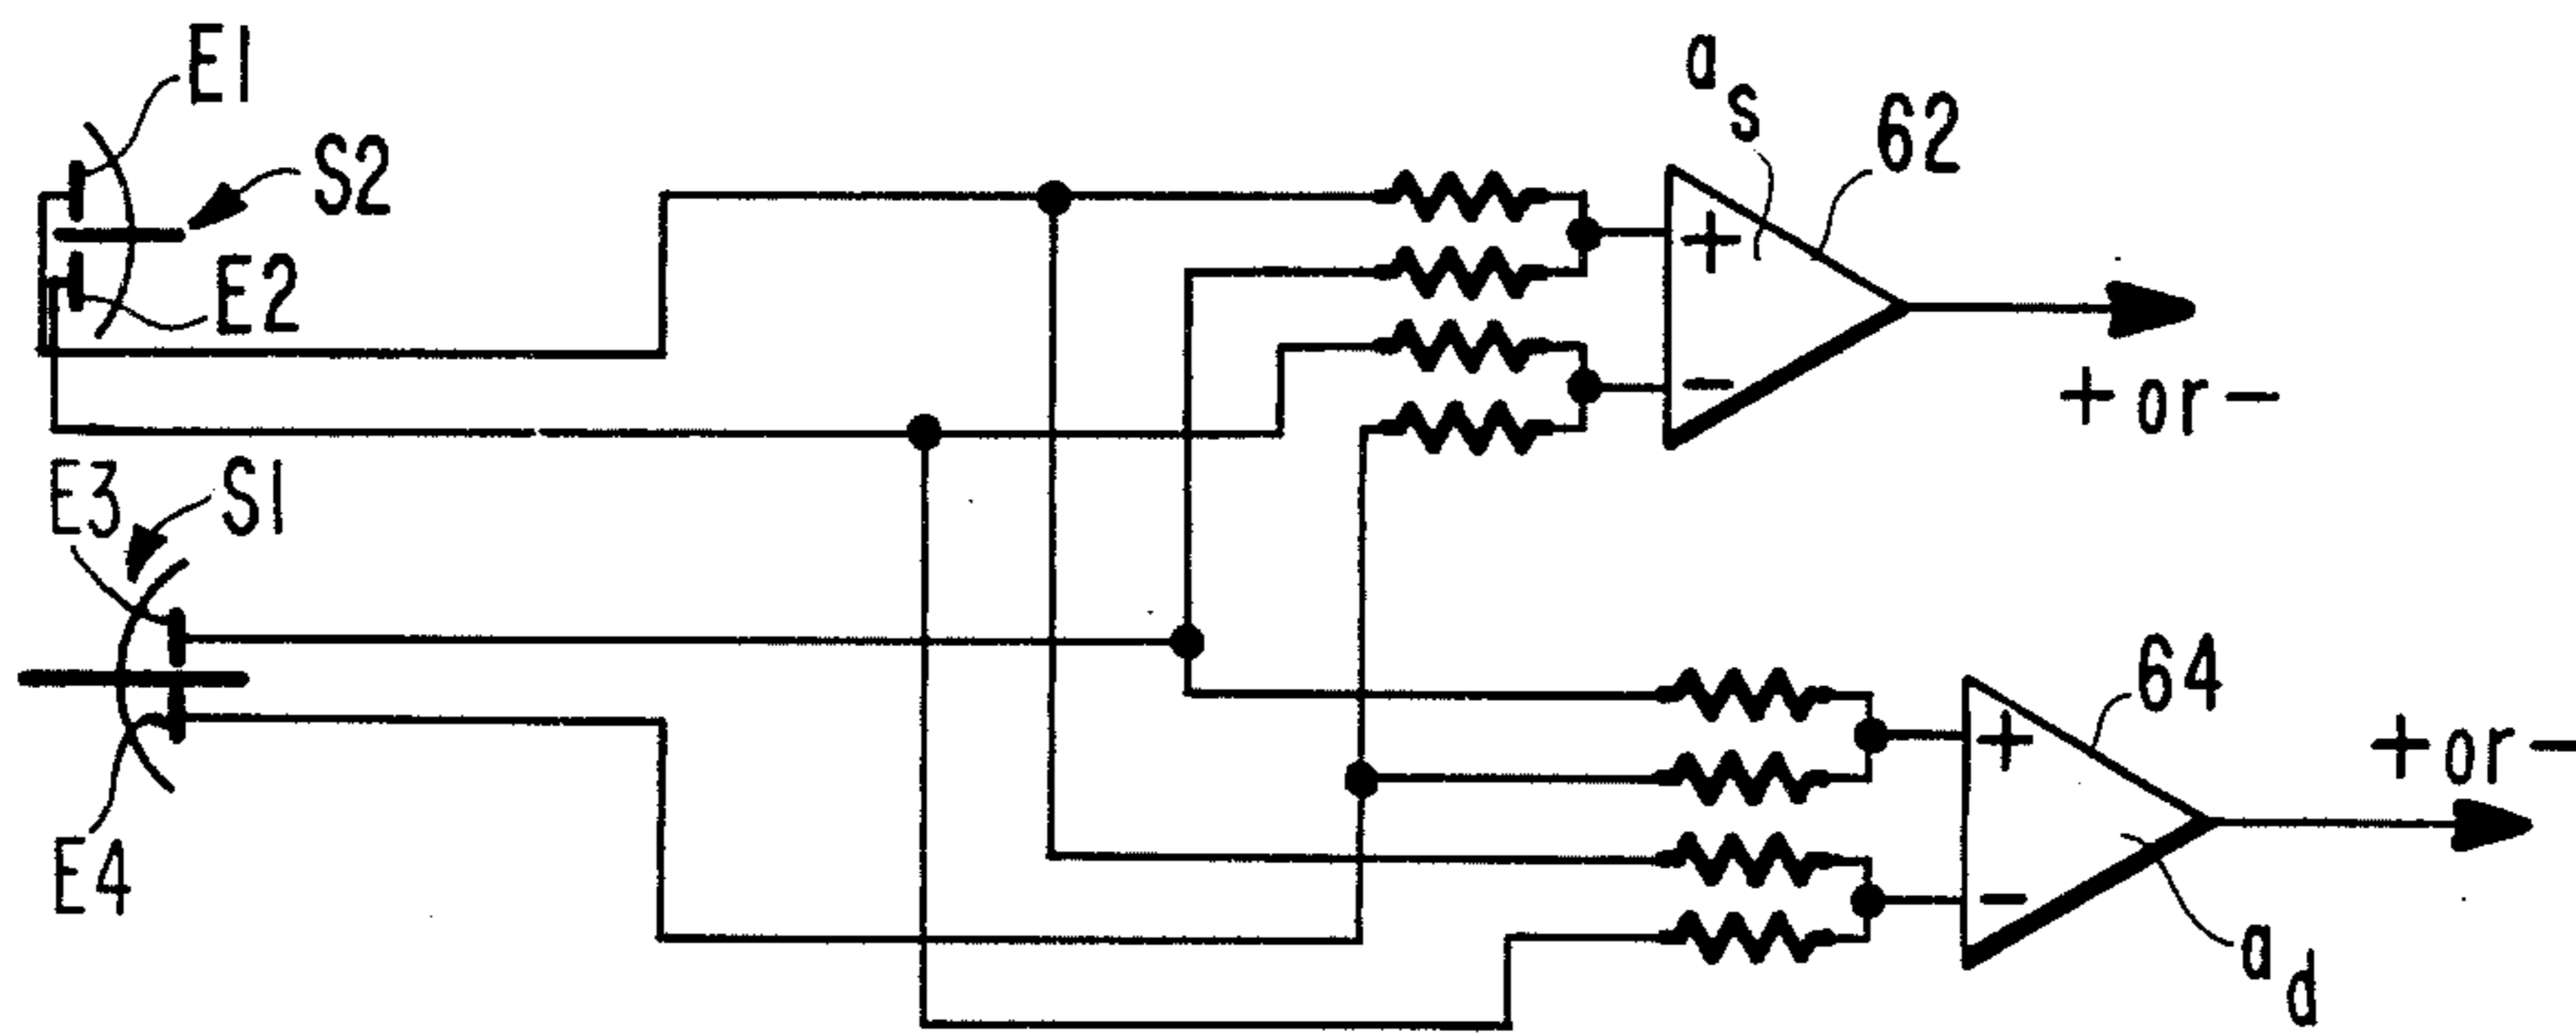 E1
S2
E2
E3
S1
E4
a s
62
+
-
+ or -
64
+
-
+ or -
a d